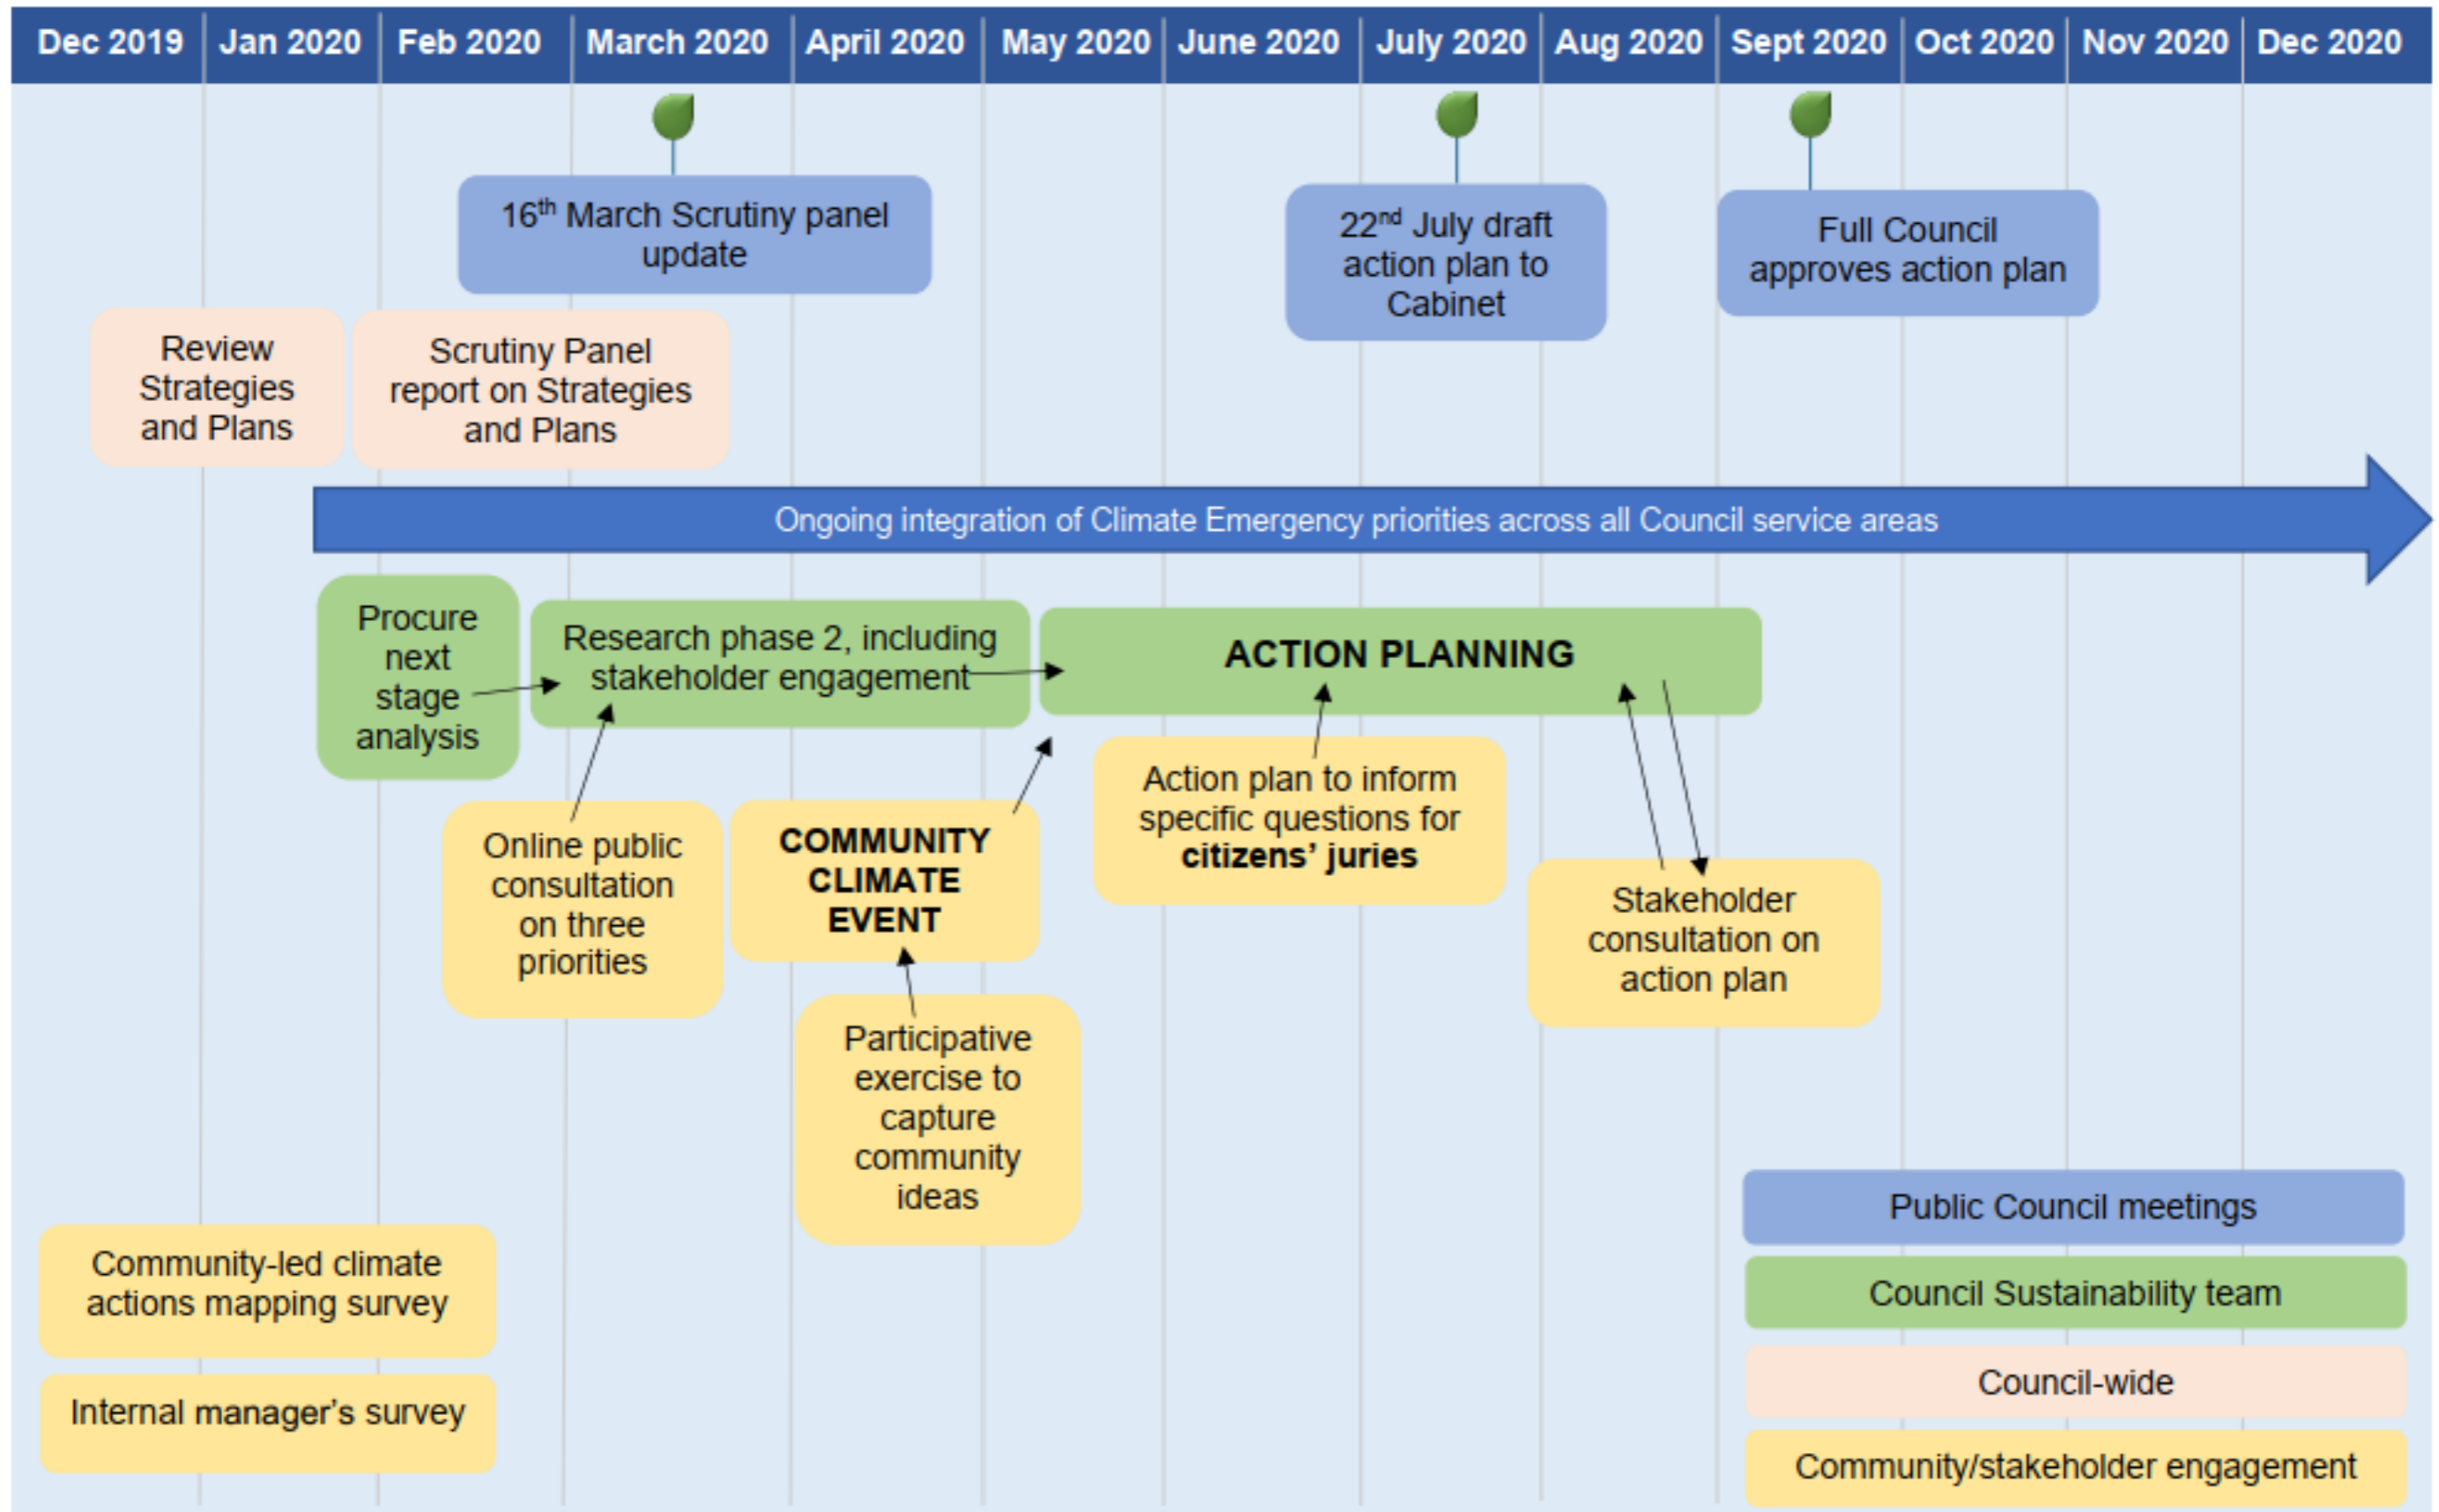 Dec 2019 Jan 2020 Feb 2020 March 2020 April 2020 May 2020 June 2020 July 2020 Aug 2020 Sept 2020 Oct 2020 Nov 2020 Dec 2020
16th March Scrutiny panel
update
22nd July draft
action plan to
Cabinet
Full Council
approves action plan
Review
Strategies
and Plans
Scrutiny Panel
report on Strategies
and Plans
Ongoing integration of Climate Emergency priorities across all Council service areas
Procure
next
stage
analysis
Research phase 2, including
stakeholder engagement
ACTION PLANNING
Online public
consultation
on three
priorities
COMMUNITY
CLIMATE
EVENT
Action plan to inform
specific questions for
citizens’ juries
Stakeholder
consultation on
action plan
Participative
exercise to
capture
community
ideas
Community-led climate
actions mapping survey
Internal manager’s survey
Public Council meetings
Council Sustainability team
Council-wide
Community/stakeholder engagement